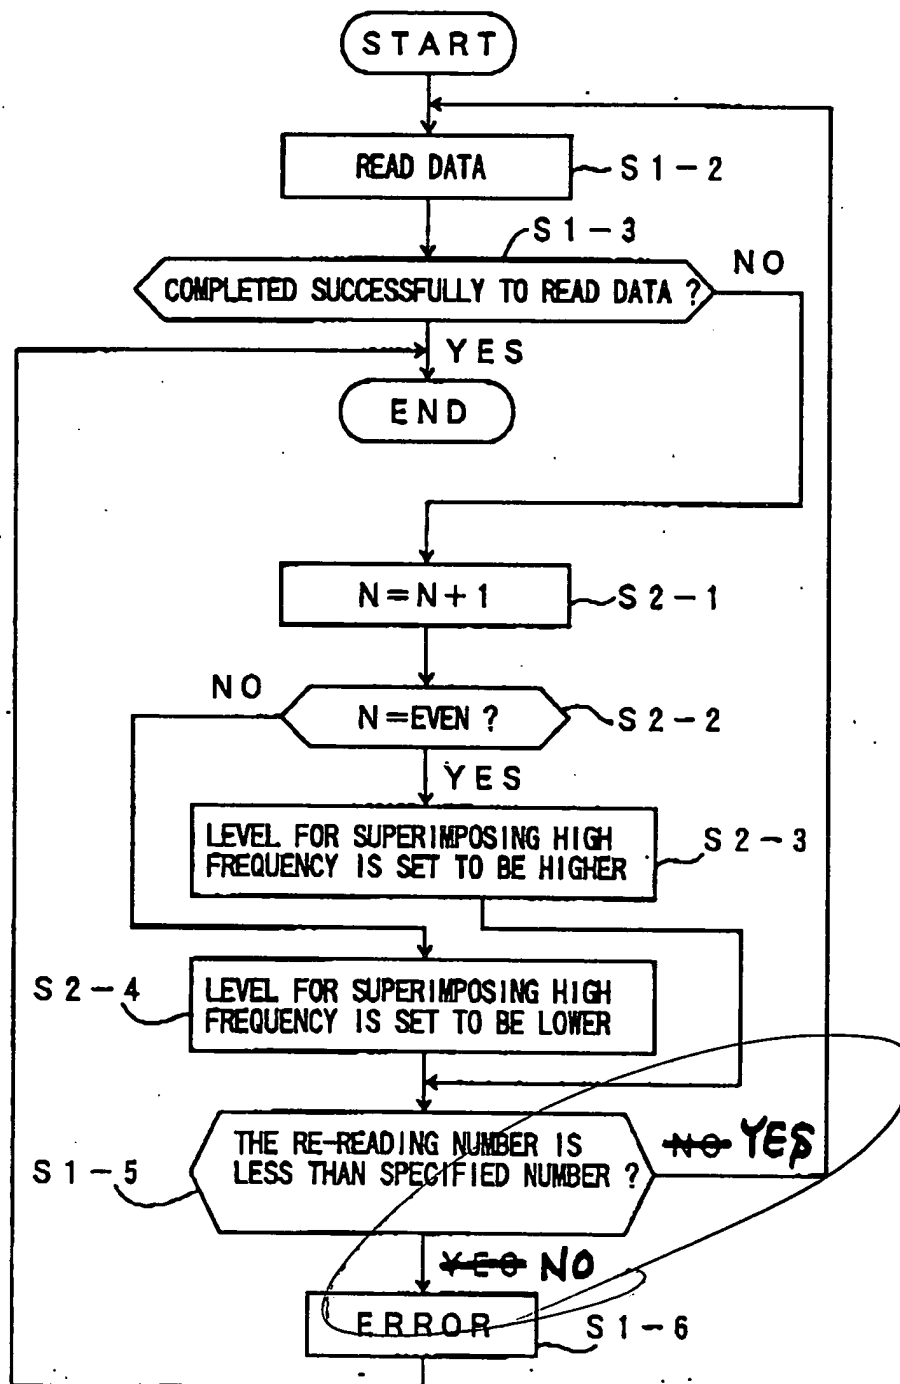 START
READ DATA
S1-2
S1-3
COMPLETED SUCCESSFULLY TO READ DATA ?
NO
YES
END
N=N+1
S2-1
NO
N=EVEN ?
S2-2
YES
LEVEL FOR SUPERIMPOSING HIGH
FREQUENCY IS SET TO BE HIGHER
S2-3
S2-4
LEVEL FOR SUPERIMPOSING HIGH
FREQUENCY IS SET TO BE LOWER
THE RE-READING NUMBER IS
LESS THAN SPECIFIED NUMBER ?
S1-5
NO YES
YES NO
ERROR
S1-6